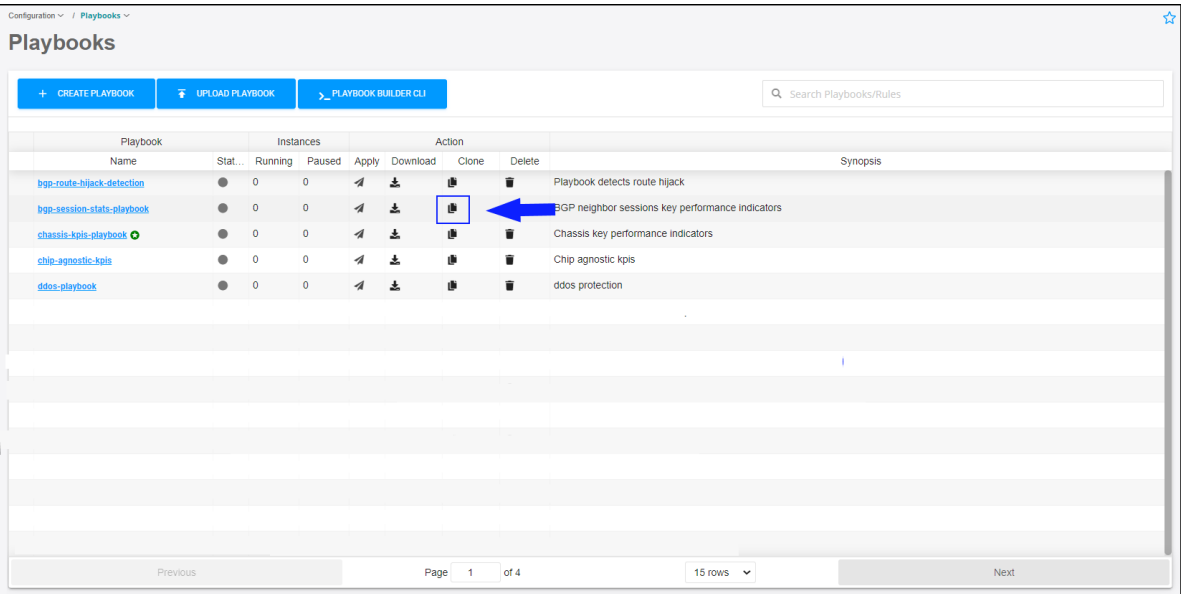 Configuration / Playbooks
Playbooks
+ CREATE PLAYBOOK UPLOAD PLAYBOOK >_ PLAYBOOK BUILDER CLI Search Playbooks/Rules
Playbook Instances Action
Name Stat... Running Paused Apply Download Clone Delete Synopsis
bgp-route-hijack-detection 0 0 Playbook detects route hijack
bgp-session-stats-playbook 0 0 BGP neighbor sessions key performance indicators
chassis-kpis-playbook 0 0 Chassis key performance indicators
chip-agnostic-kpis 0 0 Chip agnostic kpis
ddos-playbook 0 0 ddos protection
Previous Page 1 of 4 15 rows Next